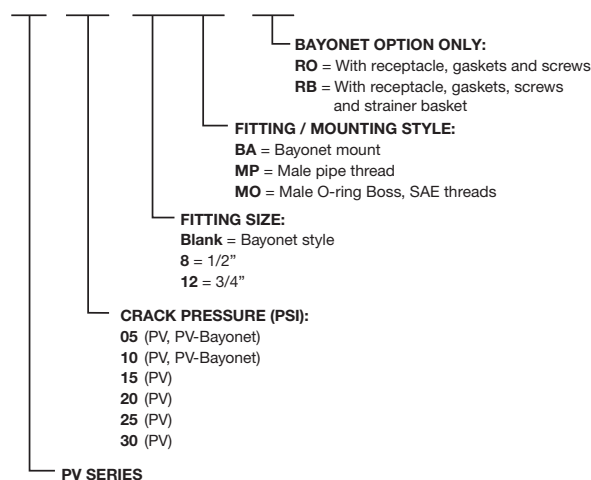 BAYONET OPTION ONLY:
RO = With receptacle, gaskets and screws
RB = With receptacle, gaskets, screws
and strainer basket
FITTING / MOUNTING STYLE:
BA = Bayonet mount
MP = Male pipe thread
MO = Male O-ring Boss, SAE threads
FITTING SIZE:
Blank = Bayonet style
8 = 1/2”
12 = 3/4”
CRACK PRESSURE (PSI):
05 (PV, PV-Bayonet)
10 (PV, PV-Bayonet)
15 (PV)
20 (PV)
25 (PV)
30 (PV)
PV SERIES